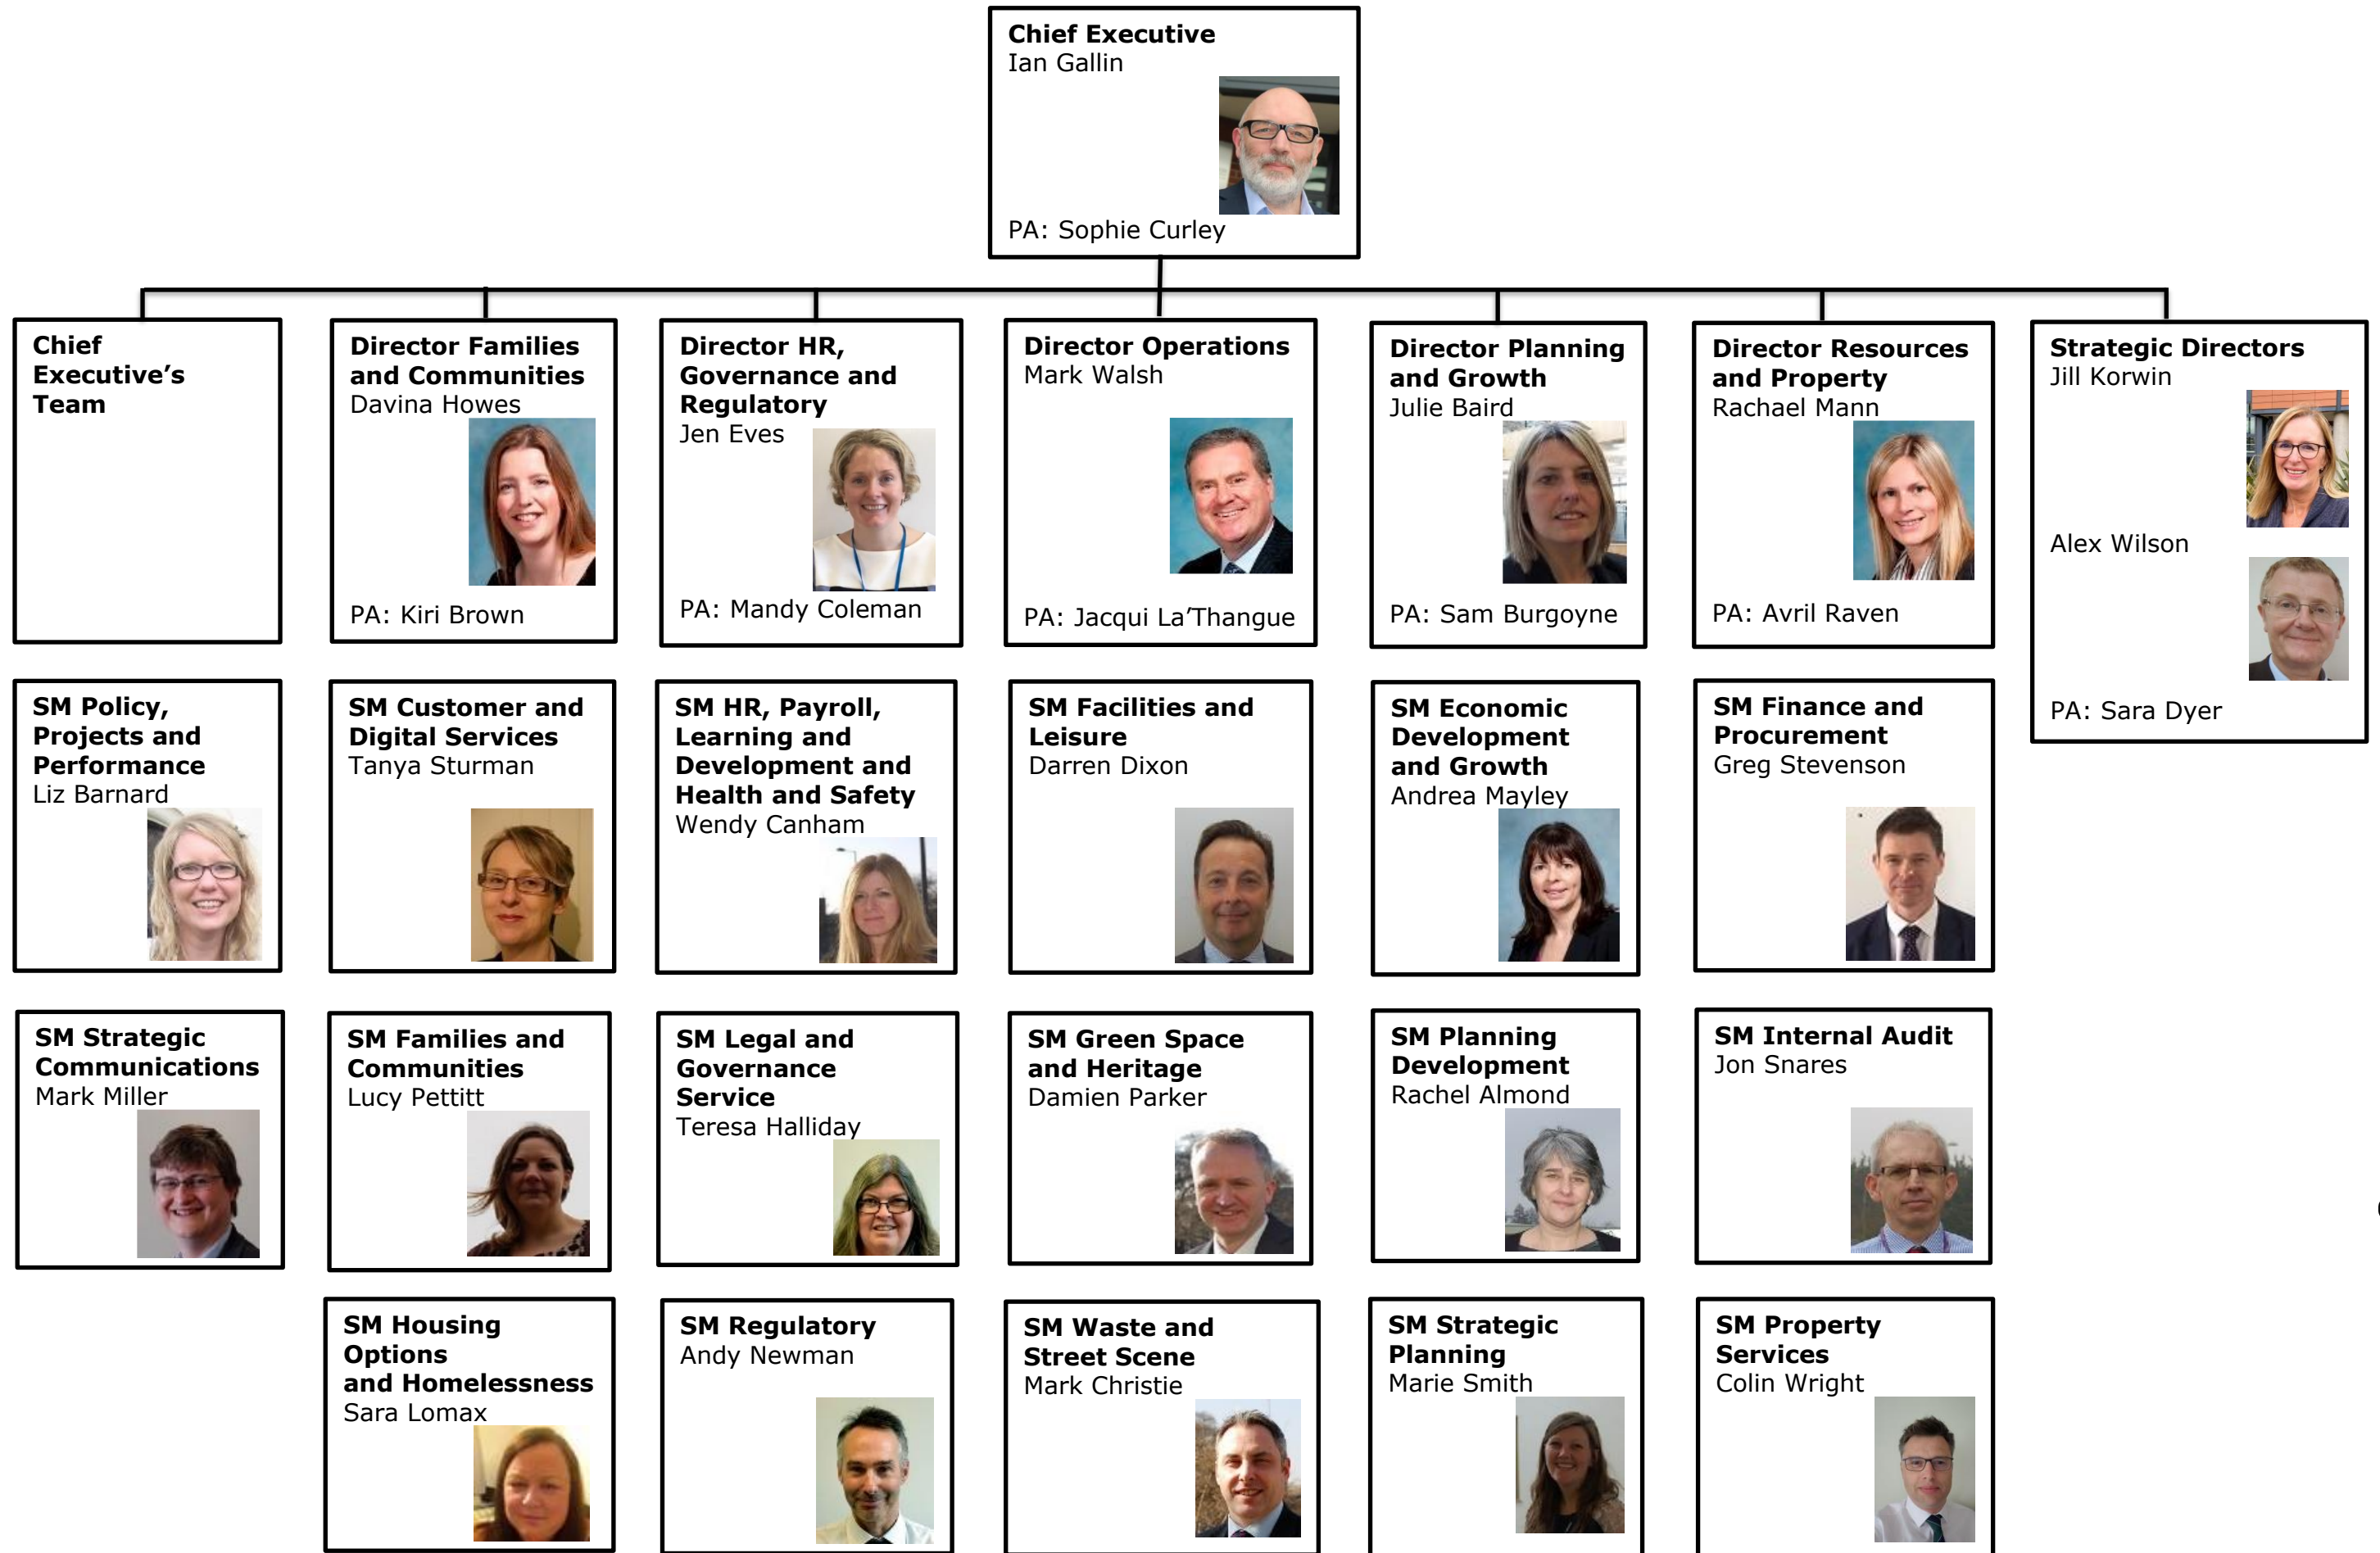 Chief Executive
Ian Gallin
PA: Sophie Curley
Chief
Executive’s
Team
Director Families
and Communities
Davina Howes
PA: Kiri Brown
Director HR,
Governance and
Regulatory
Jen Eves
PA: Mandy Coleman
Director Operations
Mark Walsh
PA: Jacqui La’Thangue
Director Planning
and Growth
Julie Baird
PA: Sam Burgoyne
Director Resources
and Property
Rachael Mann
PA: Avril Raven
Strategic Directors
Jill Korwin
Alex Wilson
PA: Sara Dyer
SM Policy,
Projects and
Performance
Liz Barnard
SM Customer and
Digital Services
Tanya Sturman
SM HR, Payroll,
Learning and
Development and
Health and Safety
Wendy Canham
SM Facilities and
Leisure
Darren Dixon
SM Economic
Development
and Growth
Andrea Mayley
SM Finance and
Procurement
Greg Stevenson
SM Strategic
Communications
Mark Miller
SM Families and
Communities
Lucy Pettitt
SM Legal and
Governance
Service
Teresa Halliday
SM Green Space
and Heritage
Damien Parker
SM Planning
Development
Rachel Almond
SM Internal Audit
Jon Snares
SM Housing
Options
and Homelessness
Sara Lomax
SM Regulatory
Andy Newman
SM Waste and
Street Scene
Mark Christie
SM Strategic
Planning
Marie Smith
SM Property
Services
Colin Wright